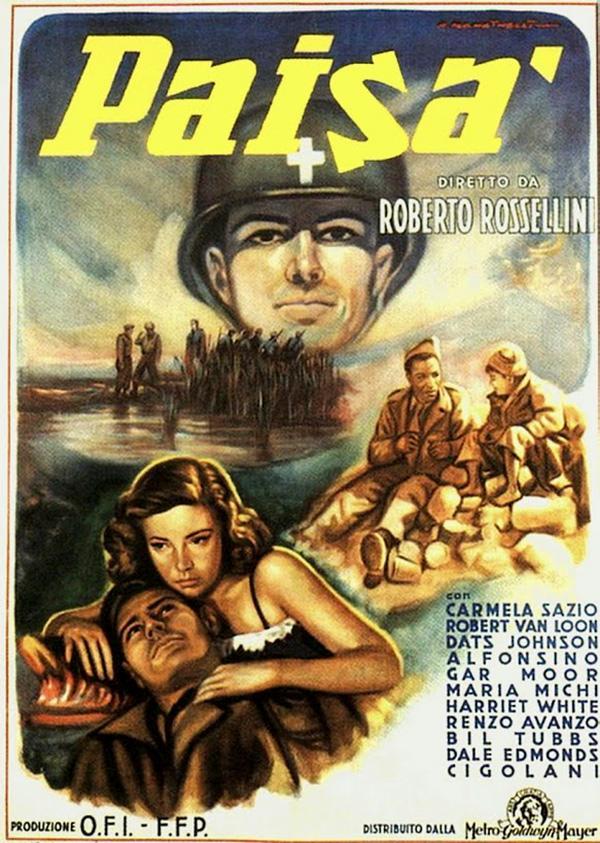 Paisa'
DIRETTO DA
ROBERTO ROSSELLINI
con
CARMELA SAZIO
ROBERT VAN LOON
DATS JOHNSON
ALFONSINO
GAR MOOR
MARIA MICHI
HARRIET WHITE
RENZO AVANZO
BIL TUBBS
DALE EDMONDS
CIGOLANI
PRODUZIONE O.F.I. - F.F.P.
DISTRIBUITO DALLA Metro-Goldwyn-Mayer